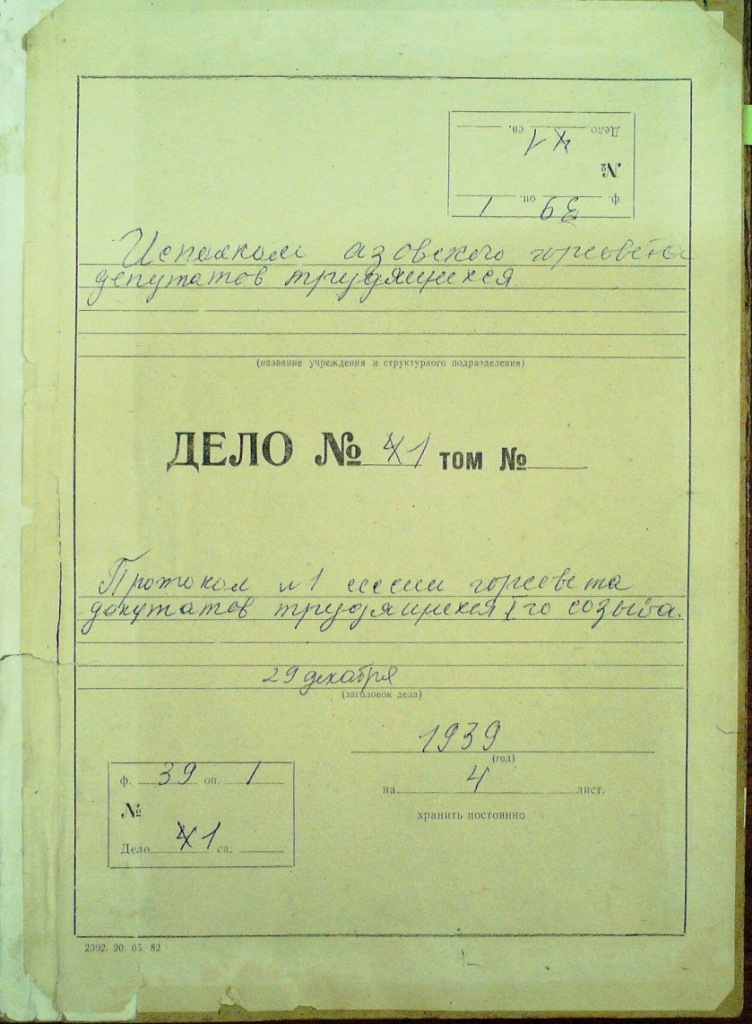 Дело 41 св.
№
ф. 39 оп. 1
Исполком азовского горсовета
депутатов трудящихся
(название учреждения и структурного подразделения)
ДЕЛО № 41 том №
Протокол №1 сессии горсовета
депутатов трудящихся I го созыва.
29 декабря
(заголовок дела)
1939
(год)
на 4 лист.
хранить постоянно
ф. 39 оп. 1
№
Дело 41 св.
2392. 20. 05. 82